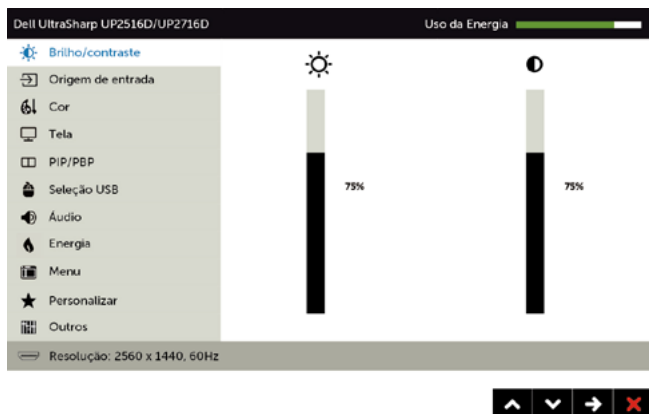 Dell UltraSharp UP2516D/UP2716D
Uso da Energia
Brilho/contraste
Origem de entrada
Cor
Tela
PIP/PBP
Seleção USB
Áudio
Energia
Menu
Personalizar
Outros
75%
75%
Resolução: 2560 x 1440, 60Hz